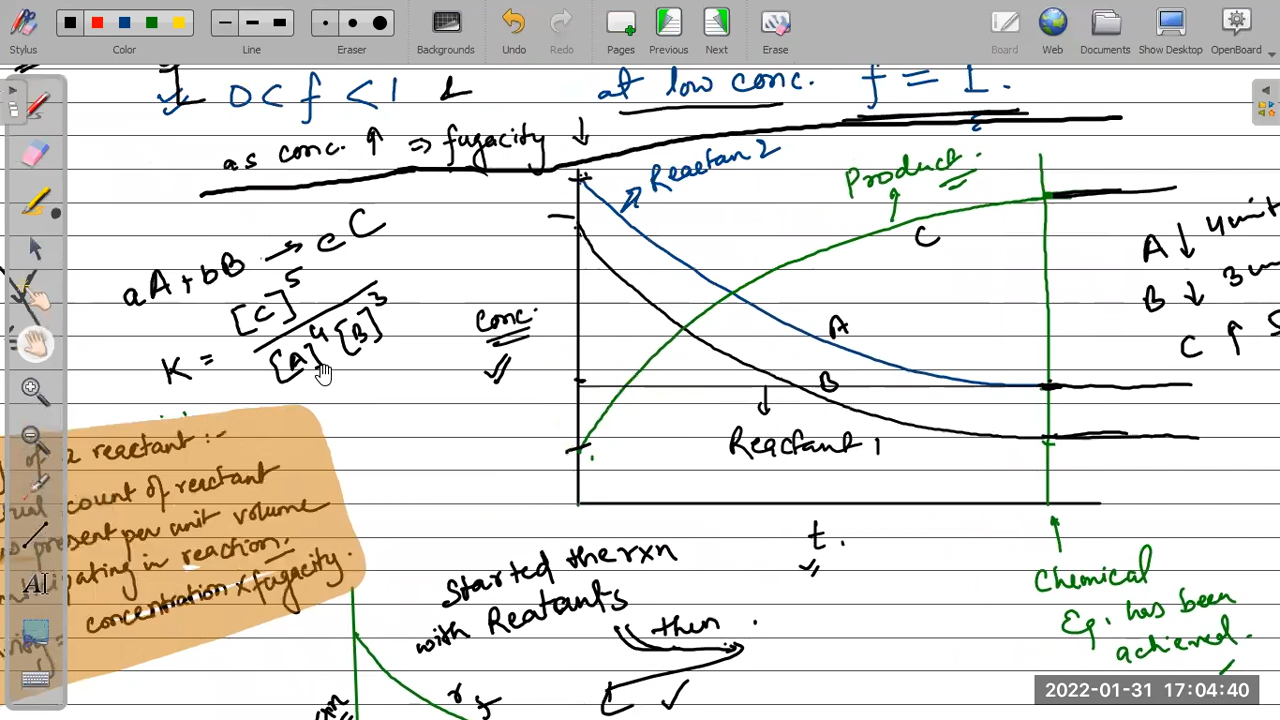 Stylus Color Line Eraser Backgrounds Undo Redo Pages Previous Next Erase Board Web Documents Show Desktop OpenBoard
0 < f < 1
at low conc. f = 1.
as conc. ↑ ⇒ fugacity ↓
Reactan 2
Product.
C
aA + bB → cC
K = [C]^5 / [A]^4 [B]^3
Conc.
A
B
Reactant 1
A ↓ 4 unit
B ↓ 3
C ↑ 5
t.
a reactant :-
count of reactant
present per unit volume
in reaction.
concentration x fugacity.
Started the rxn
with Reatants
then
Chemical
Eq. has been
achieved.
r f
AI
2022-01-31 17:04:40